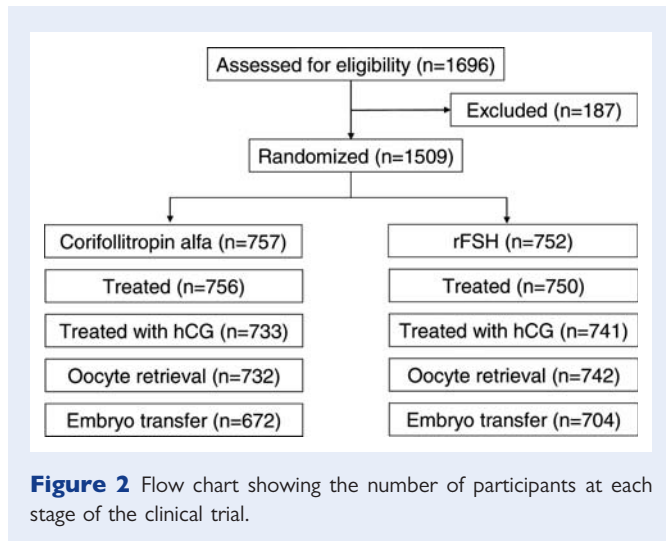 Assessed for eligibility (n=1696)
Excluded (n=187)
Randomized (n=1509)
Corifollitropin alfa (n=757)
Treated (n=756)
Treated with hCG (n=733)
Oocyte retrieval (n=732)
Embryo transfer (n=672)
rFSH (n=752)
Treated (n=750)
Treated with hCG (n=741)
Oocyte retrieval (n=742)
Embryo transfer (n=704)
Figure 2 Flow chart showing the number of participants at each
stage of the clinical trial.